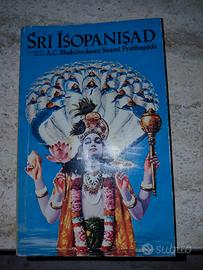 ŚRĪ ĪŚOPANIṢAD
A.C. Bhaktivedanta Swami Prabhupāda
subito